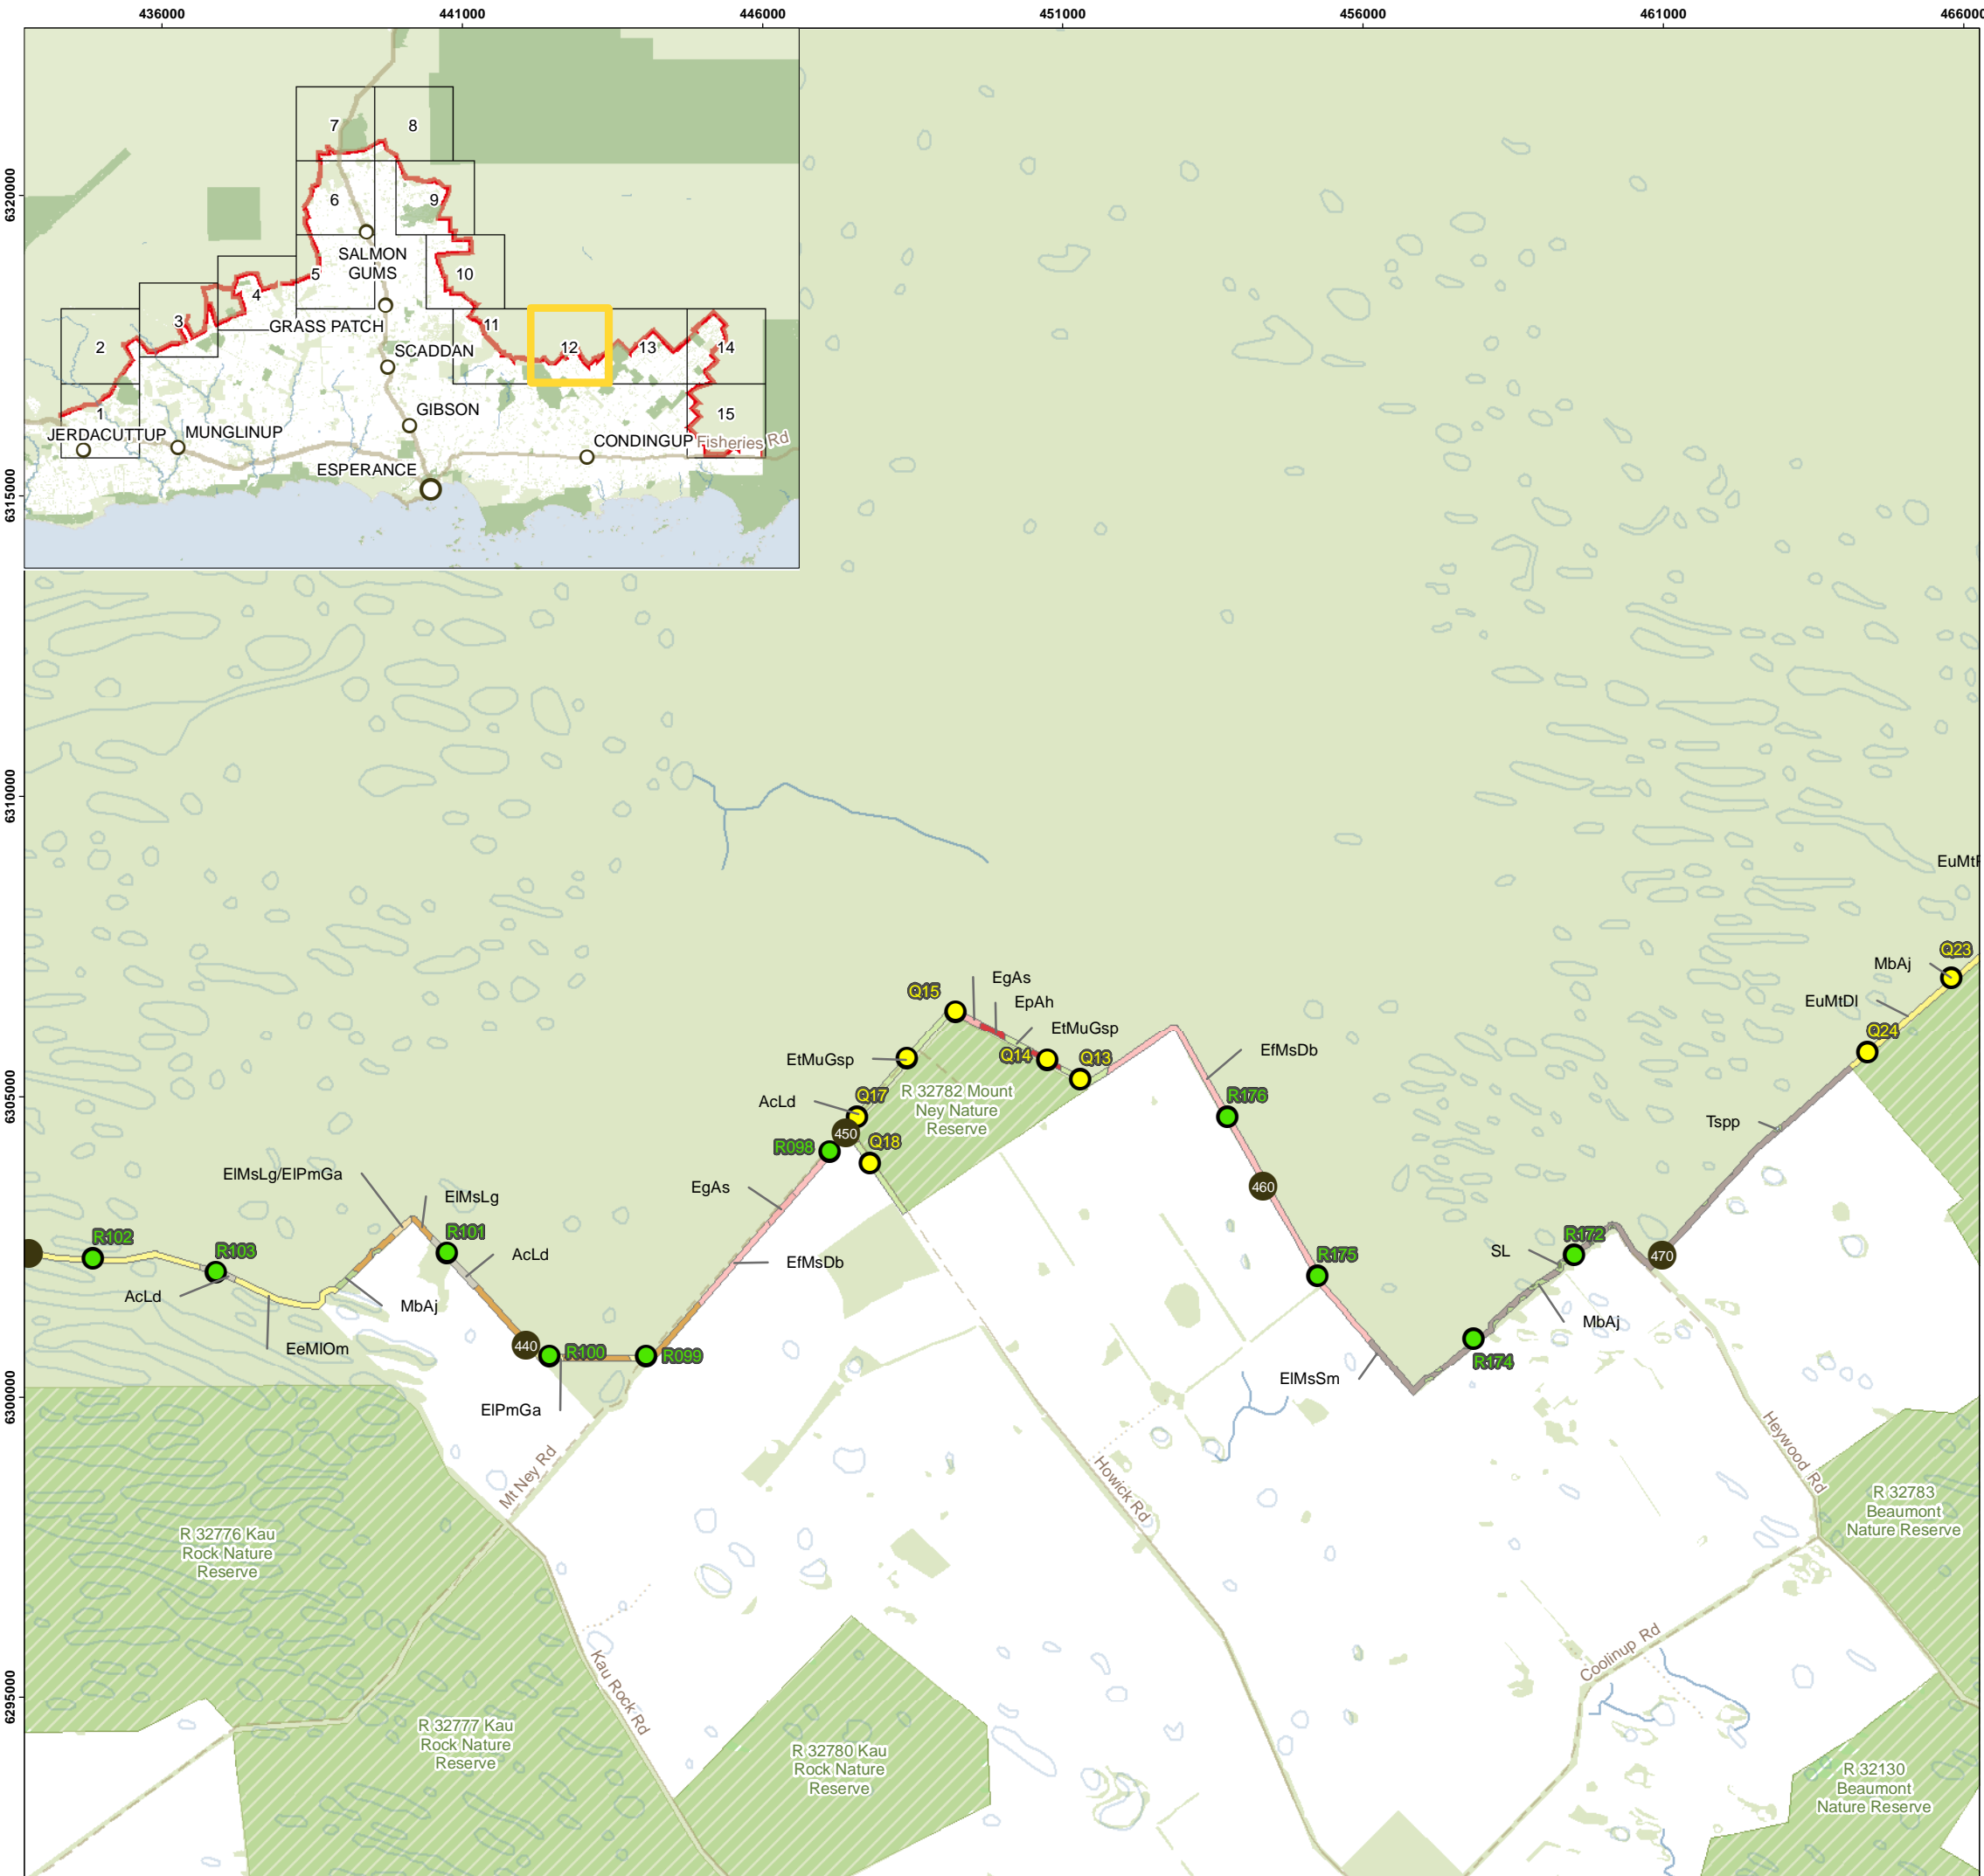 436000
441000
446000
451000
456000
461000
466000
6320000
6315000
6310000
6305000
6300000
6295000
7
8
6
9
SALMON
GUMS
5
10
4
3
GRASS PATCH
11
2
12
13
14
SCADDAN
1
GIBSON
15
JERDACUTTUP
MUNGLINUP
CONDINGUP
Fisheries Rd
ESPERANCE
EuMtF
Q23
MbAj
EuMtDl
Q24
EgAs
Q15
EpAh
EtMuGsp
EtMuGsp
Q14
Q13
EfMsDb
AcLd
Q17
R 32782 Mount
Ney Nature
Reserve
R176
Tspp
450
R098
Q18
ElMsLg/ElPmGa
EgAs
460
ElMsLg
R102
R101
R172
R103
AcLd
SL
470
EfMsDb
R175
AcLd
MbAj
MbAj
EeMlOm
440
R100
R099
R174
ElMsSm
ElPmGa
Mt Ney Rd
Howick Rd
Heywood Rd
R 32776 Kau
Rock Nature
Reserve
R 32783
Beaumont
Nature Reserve
Kau Rock Rd
Coolinup Rd
R 32777 Kau
Rock Nature
Reserve
R 32780 Kau
Rock Nature
Reserve
R 32130
Beaumont
Nature Reserve